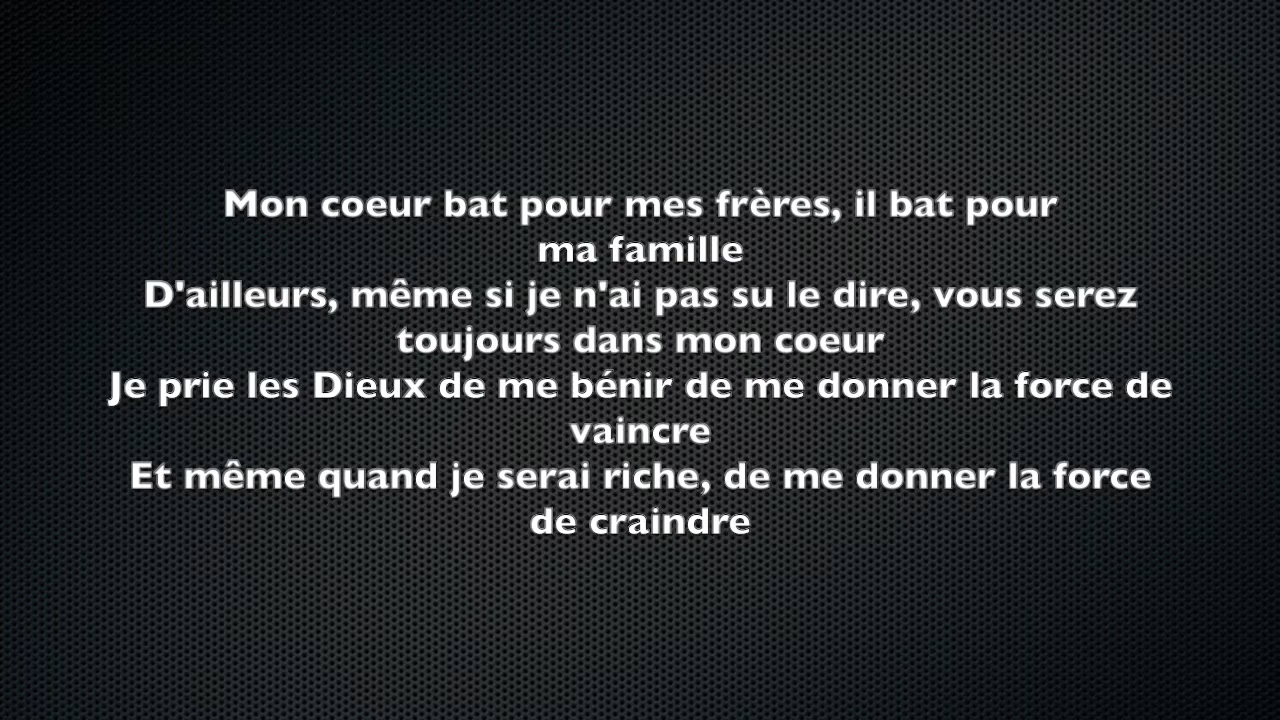 Mon coeur bat pour mes frères, il bat pour
ma famille
D'ailleurs, même si je n'ai pas su le dire, vous serez
toujours dans mon coeur
Je prie les Dieux de me bénir de me donner la force de
vaincre
Et même quand je serai riche, de me donner la force
de craindre